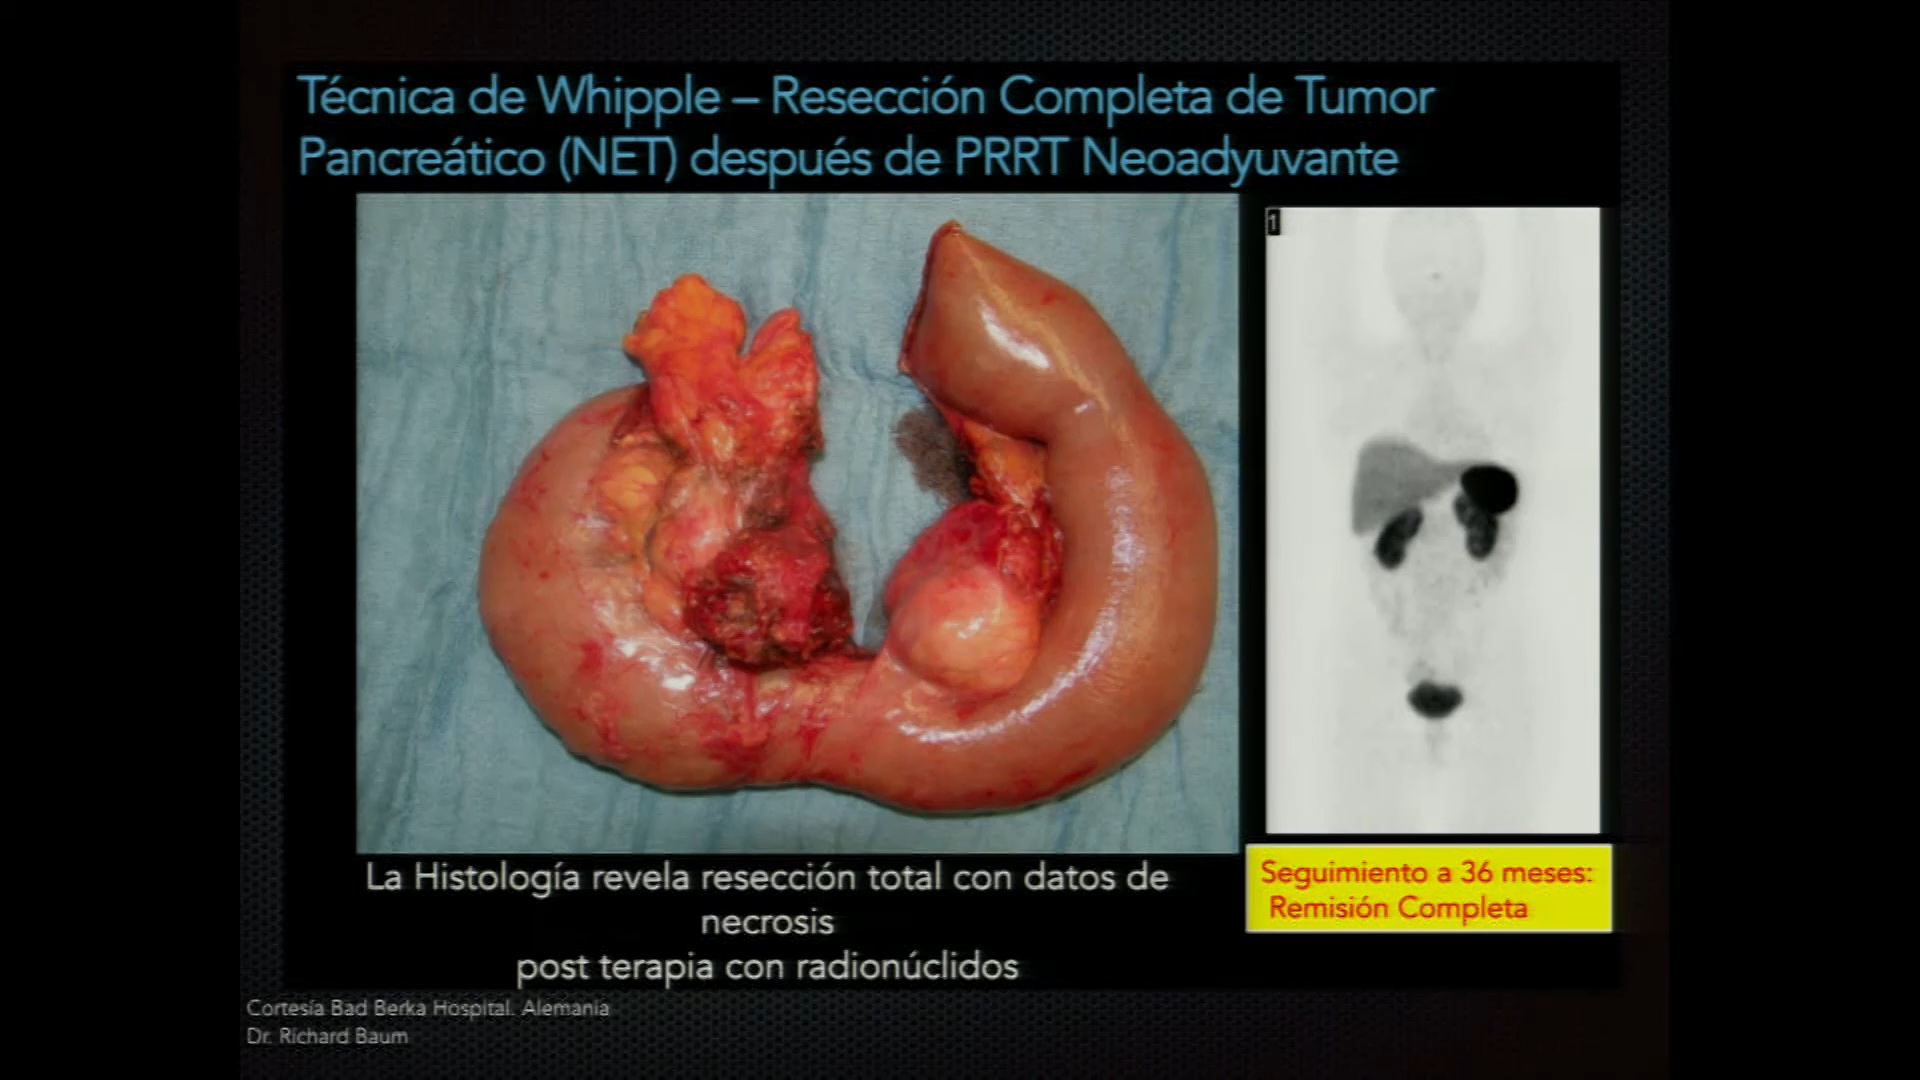 Técnica de Whipple – Resección Completa de Tumor
Pancreático (NET) después de PRRT Neoadyuvante
1
La Histología revela resección total con datos de
necrosis
post terapia con radionúclidos
Seguimiento a 36 meses:
Remisión Completa
Cortesía Bad Berka Hospital. Alemania
Dr. Richard Baum